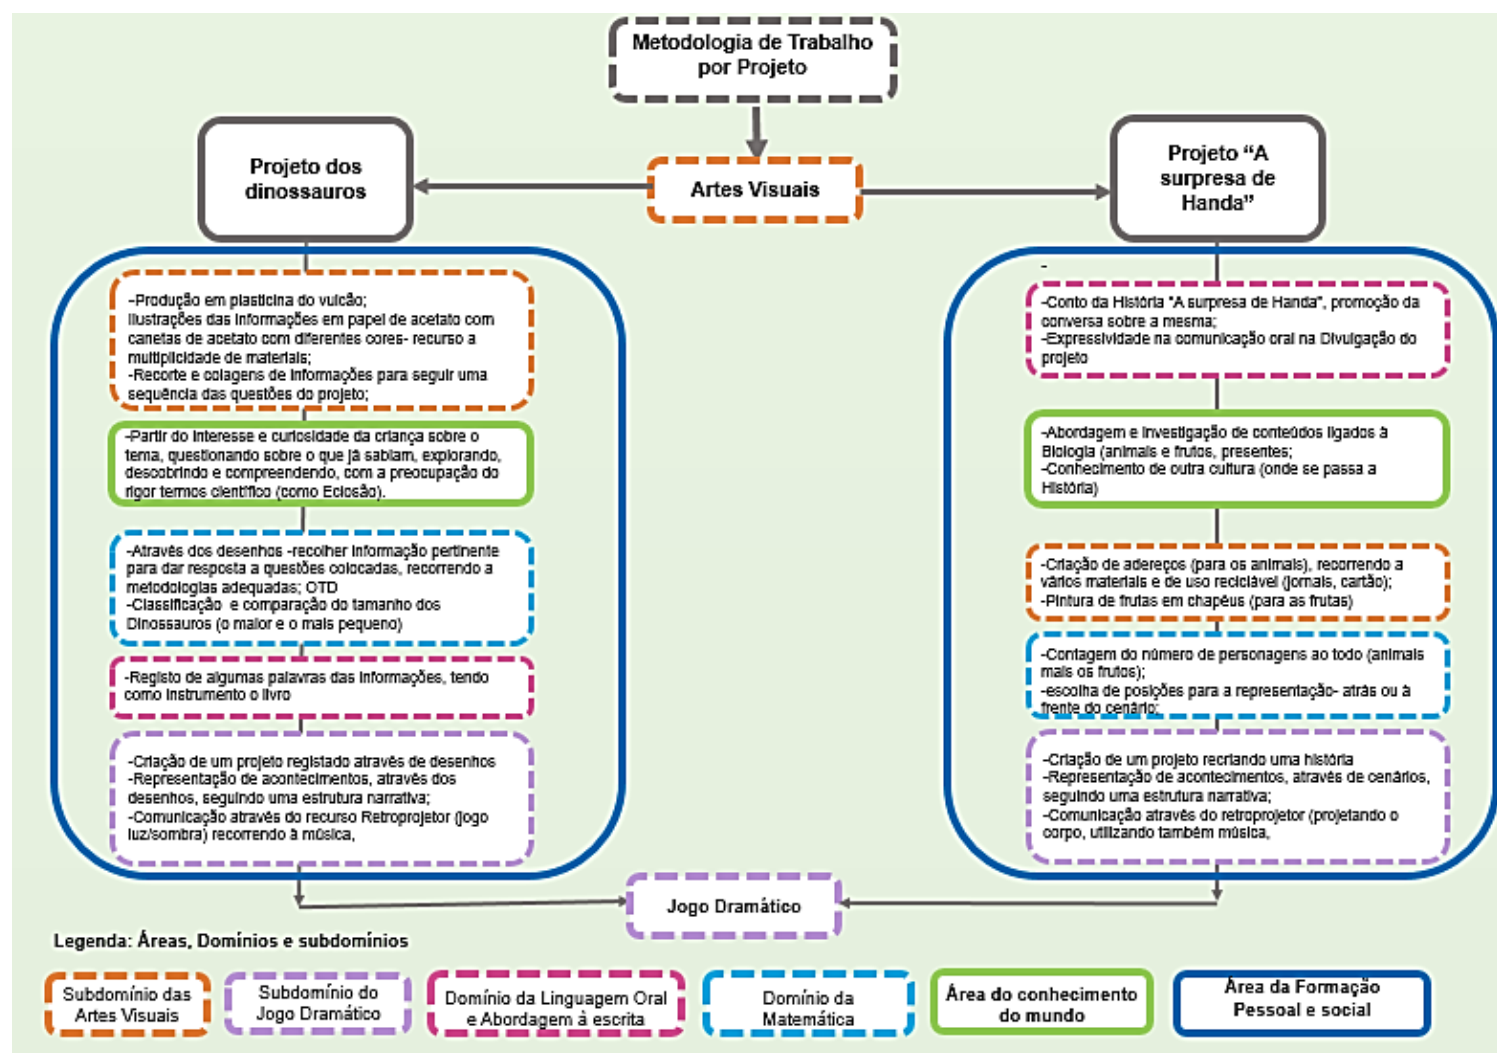 Metodologia de Trabalho
por Projeto
Artes Visuais
Projeto dos
dinossauros
-Produção em plasticina do vulcão;
Ilustrações das Informações em papel de acetato com
canetas de acetato com diferentes cores- recurso a
multiplicidade de materiais;
-Recorte e colagens de Informações para seguir uma
sequência das questões do projeto;
-Partir do Interesse e curiosidade da criança sobre o
tema, questionando sobre o que já sabiam, explorando,
descobrindo e compreendendo, com a preocupação do
rigor termos científico (como Eclosão).
-Através dos desenhos -recolher Informação pertinente
para dar resposta a questões colocadas, recorrendo a
metodologias adequadas; OTD
-Classificação e comparação do tamanho dos
Dinossauros (o maior e o mais pequeno)
-Registo de algumas palavras das Informações, tendo
como Instrumento o livro
-Criação de um projeto registado através de desenhos
-Representação de acontecimentos, através dos
desenhos, seguindo uma estrutura narrativa;
-Comunicação através do recurso Retroprojetor (jogo
luz/sombra) recorrendo à música,
Projeto “A
surpresa de
Handa”
-
-Conto da História "A surpresa de Handa", promoção da
conversa sobre a mesma;
-Expressividade na comunicação oral na Divulgação do
projeto
-Abordagem e Investigação de conteúdos ligados à
Biologia (animais e frutos, presentes;
-Conhecimento de outra cultura (onde se passa a
História)
-Criação de adereços (para os animais), recorrendo a
vários materiais e de uso reciclável (jornais, cartão);
-Pintura de frutas em chapéus (para as frutas)
-Contagem do número de personagens ao todo (animais
mais os frutos);
-escolha de posições para a representação- atrás ou à
frente do cenário;
-Criação de um projeto recriando uma história
-Representação de acontecimentos, através de cenários,
seguindo uma estrutura narrativa;
-Comunicação através do retroprojetor (projetando o
corpo, utilizando também música,
Jogo Dramático
Legenda: Áreas, Domínios e subdomínios
Subdomínio das
Artes Visuais
Subdomínio do
Jogo Dramático
Domínio da Linguagem Oral
e Abordagem à escrita
Domínio da
Matemática
Área do conhecimento
do mundo
Área da Formação
Pessoal e social